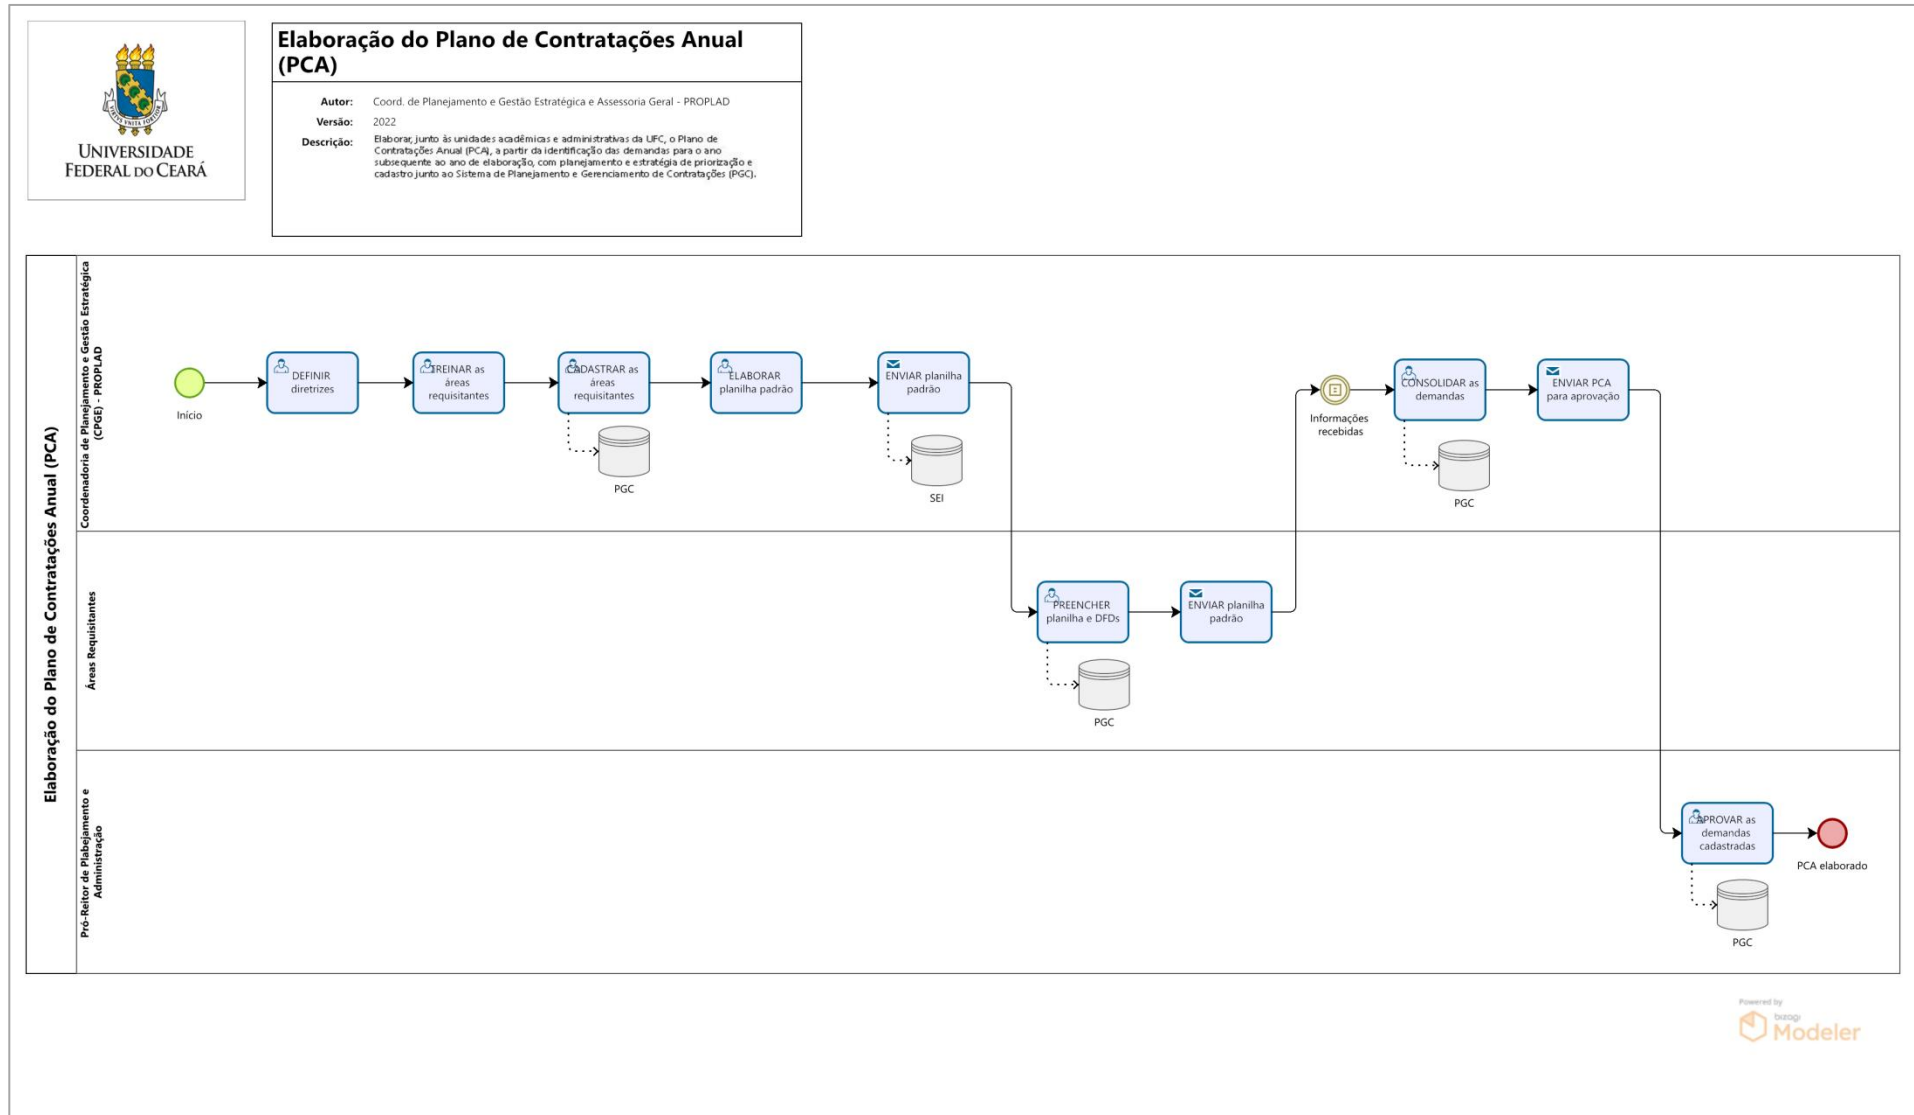 UNIVERSIDADE
FEDERAL DO CEARÁ
Elaboração do Plano de Contratações Anual
(PCA)
Autor: Coord. de Planejamento e Gestão Estratégica e Assessoria Geral - PROPLAD
Versão: 2022
Descrição: Elaborar, junto às unidades acadêmicas e administrativas da UFC, o Plano de
Contratações Anual (PCA), a partir da identificação das demandas para o ano
subsequente ao ano de elaboração, com planejamento e estratégia de priorização e
cadastro junto ao Sistema de Planejamento e Gerenciamento de Contratações (PGC).
Elaboração do Plano de Contratações Anual (PCA)
Coordenadoria de Planejamento e Gestão Estratégica
(CPGE) - PROPLAD
Início
DEFINIR
diretrizes
TREINAR as
áreas
requisitantes
CADASTRAR as
áreas
requisitantes
PGC
ELABORAR
planilha padrão
ENVIAR planilha
padrão
SEI
Informações
recebidas
CONSOLIDAR as
demandas
PGC
ENVIAR PCA
para aprovação
Áreas Requisitantes
PREENCHER
planilha e DFDs
PGC
ENVIAR planilha
padrão
Pró-Reitor de Plabejamento e
Administração
APROVAR as
demandas
cadastradas
PGC
PCA elaborado
Powered by
bizagi
Modeler